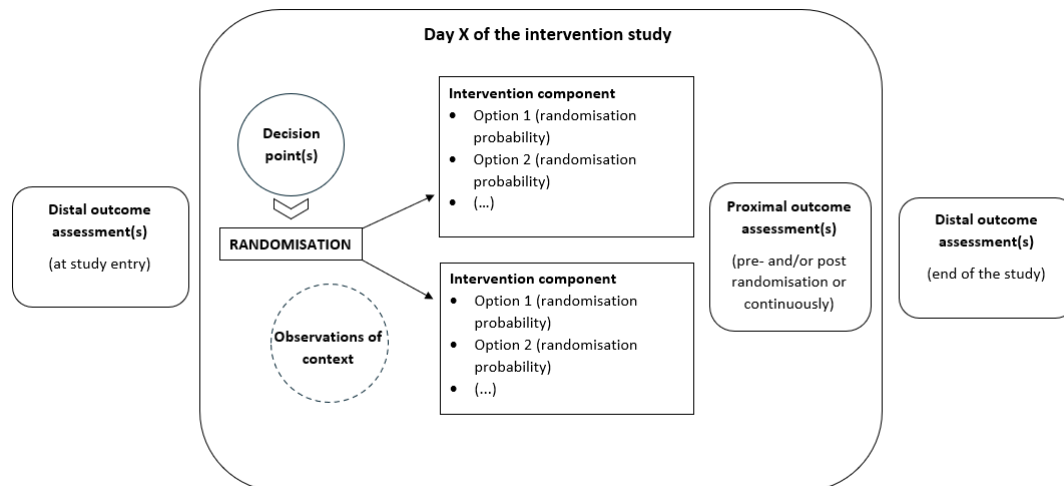 Day X of the intervention study
Distal outcome
assessment(s)
(at study entry)
Decision
point(s)
RANDOMISATION
Observations of
context
Intervention component
• Option 1 (randomisation
probability)
• Option 2 (randomisation
probability)
• (...)
Intervention component
• Option 1 (randomisation
probability)
• Option 2 (randomisation
probability)
• (...)
Proximal outcome
assessment(s)
(pre- and/or post
randomisation or
continuously)
Distal outcome
assessment(s)
(end of the study)